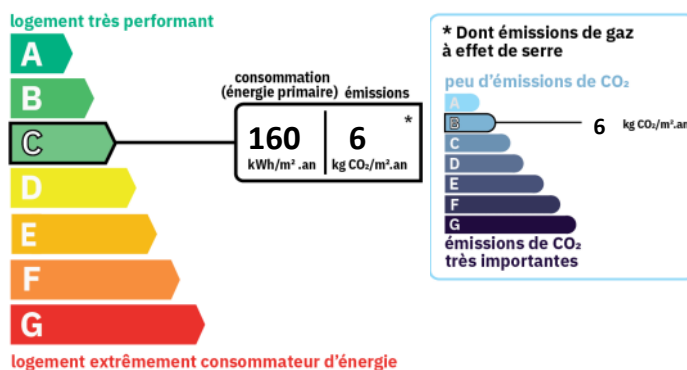 logement très performant
A
B
C
D
E
F
G
logement extrêmement consommateur d'énergie
consommation
(énergie primaire) émissions
*
160 6
kWh/m² .an kg CO₂/m².an
* Dont émissions de gaz
à effet de serre
peu d'émissions de CO₂
A
B 6 kg CO₂/m².an
C
D
E
F
G
émissions de CO₂
très importantes